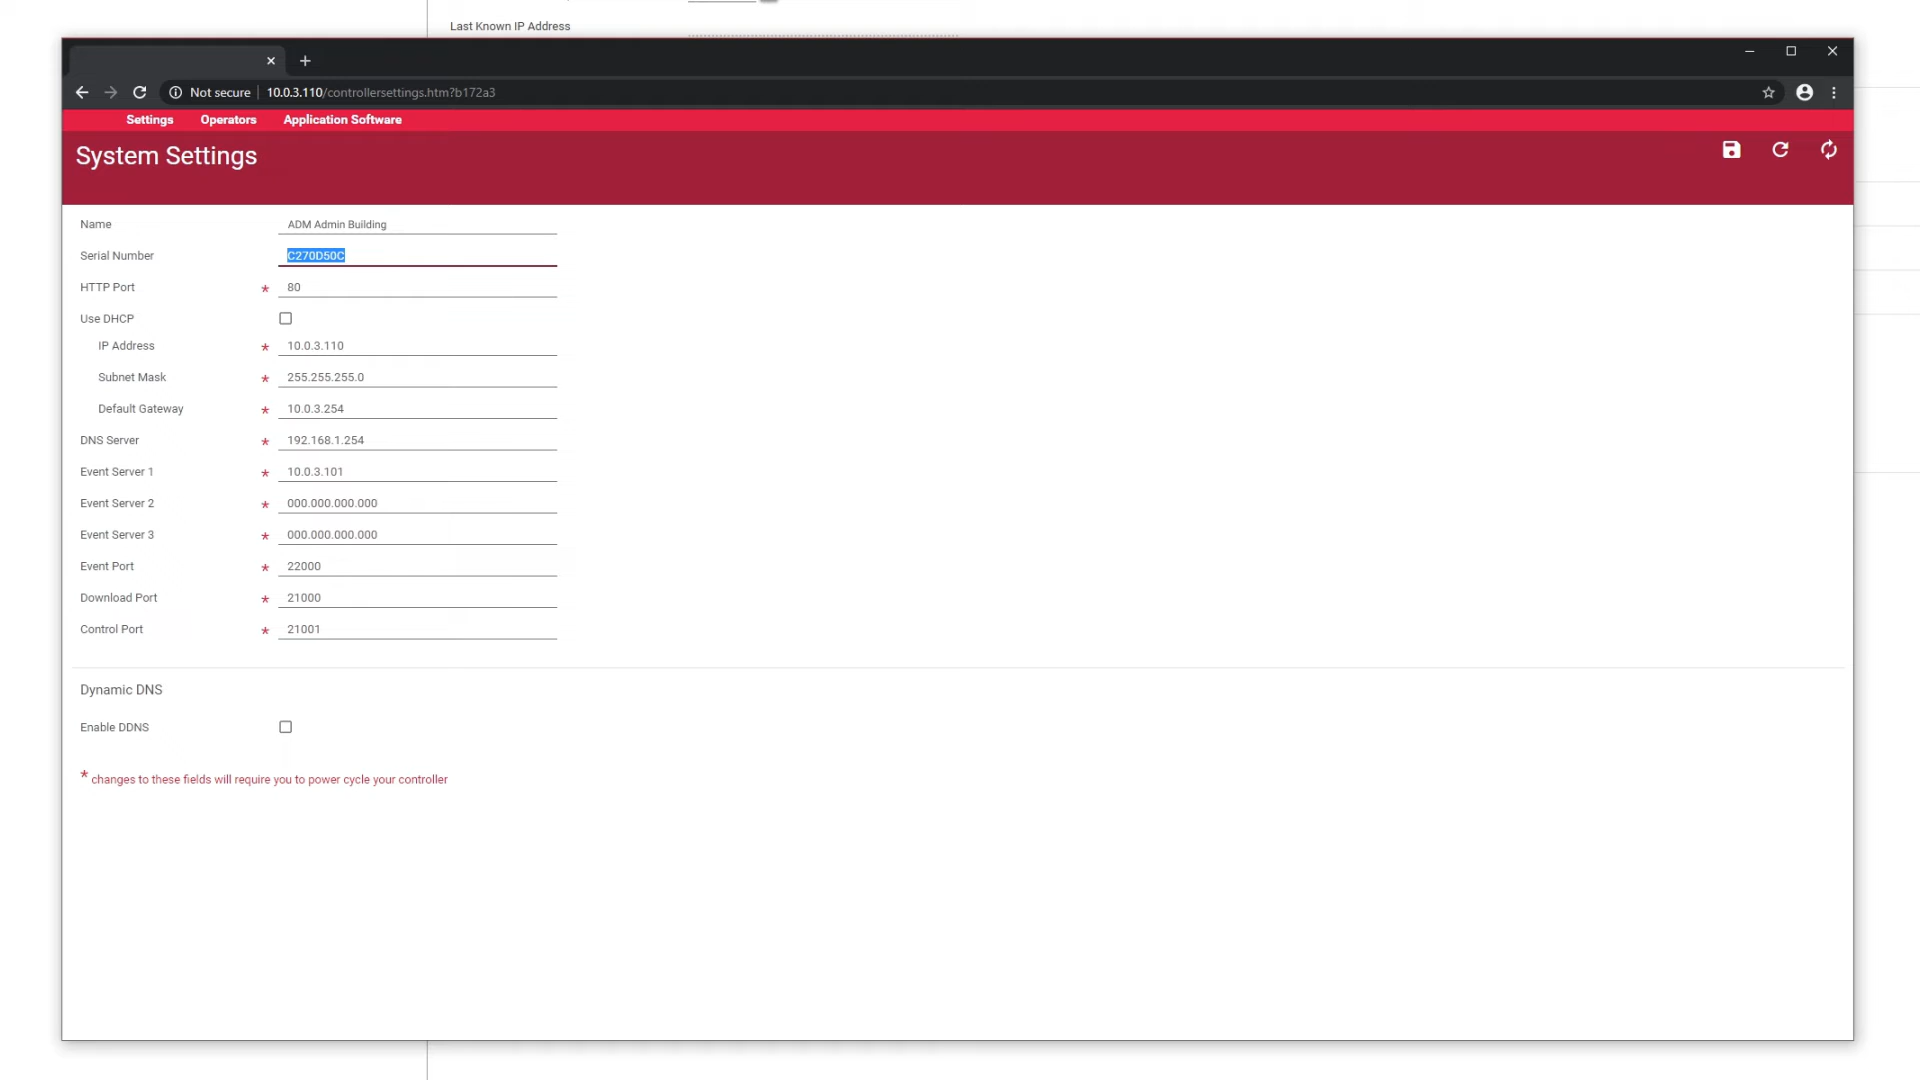 Last Known IP Address
Not secure 10.0.3.110/controllersettings.htm?b172a3
Settings Operators Application Software
System Settings
Name ADM Admin Building
Serial Number C270D50C
HTTP Port * 80
Use DHCP
IP Address * 10.0.3.110
Subnet Mask * 255.255.255.0
Default Gateway * 10.0.3.254
DNS Server * 192.168.1.254
Event Server 1 * 10.0.3.101
Event Server 2 * 000.000.000.000
Event Server 3 * 000.000.000.000
Event Port * 22000
Download Port * 21000
Control Port * 21001
Dynamic DNS
Enable DDNS
* changes to these fields will require you to power cycle your controller